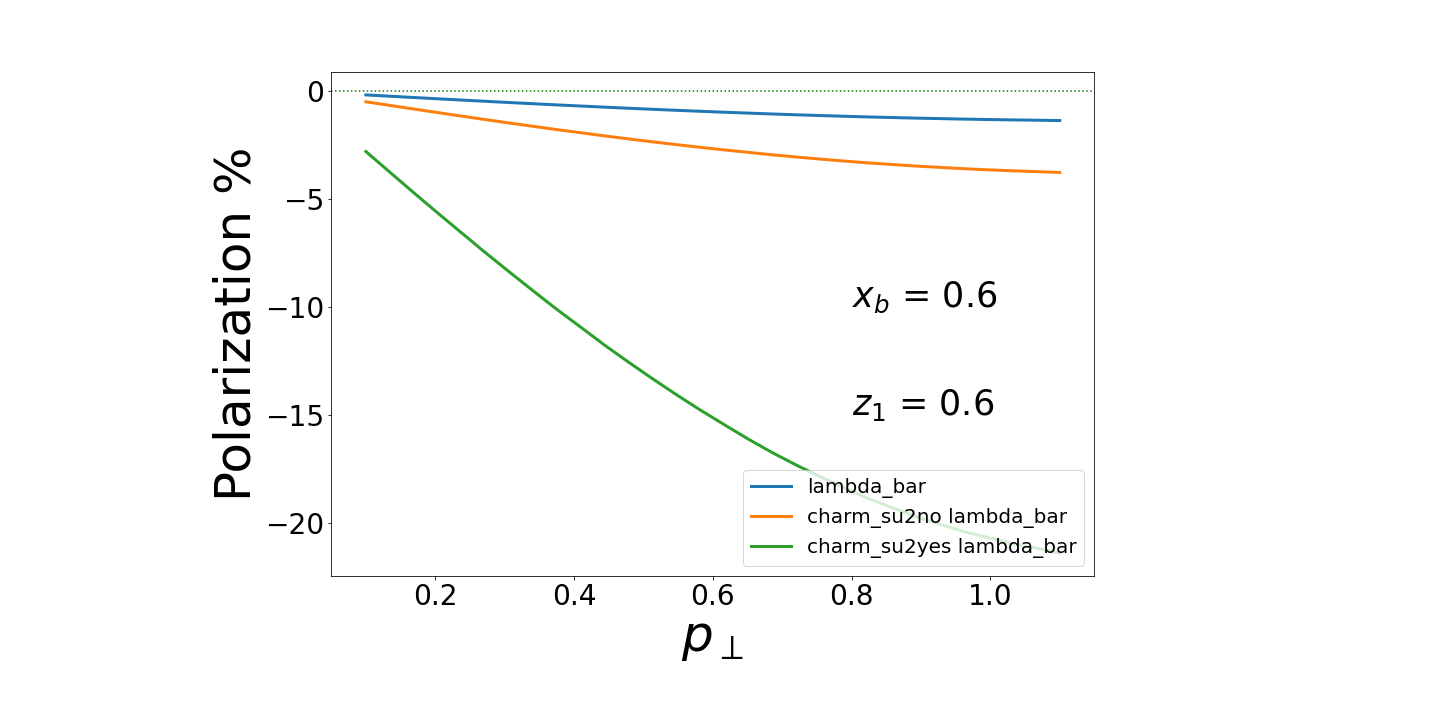 Polarization %
0
−5
−10
−15
−20
x_b = 0.6
z_1 = 0.6
lambda_bar
charm_su2no lambda_bar
charm_su2yes lambda_bar
0.2 0.4 0.6 0.8 1.0
p_⊥